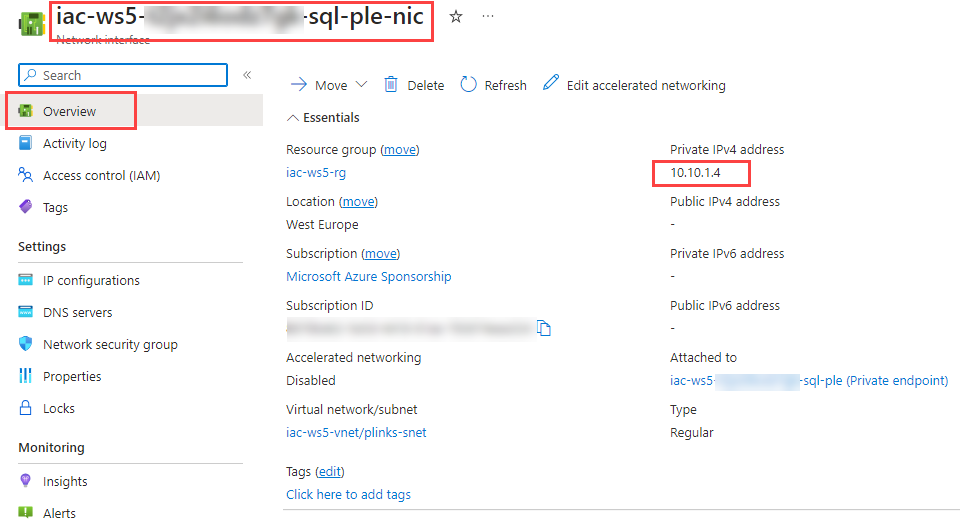 iac-ws5- -sql-ple-nic
Network interface
Search
Overview
Activity log
Access control (IAM)
Tags
Settings
IP configurations
DNS servers
Network security group
Properties
Locks
Monitoring
Insights
Alerts
Move Delete Refresh Edit accelerated networking
Essentials
Resource group (move)
iac-ws5-rg
Location (move)
West Europe
Subscription (move)
Microsoft Azure Sponsorship
Subscription ID
Accelerated networking
Disabled
Virtual network/subnet
iac-ws5-vnet/plinks-snet
Private IPv4 address
10.10.1.4
Public IPv4 address
-
Private IPv6 address
-
Public IPv6 address
-
Attached to
iac-ws5- -sql-ple (Private endpoint)
Type
Regular
Tags (edit)
Click here to add tags